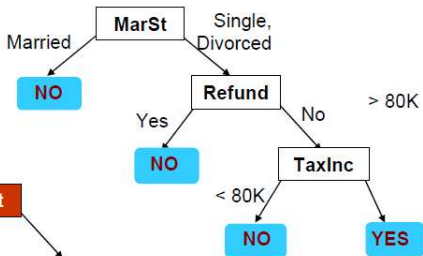 MarSt
Married
Single,
Divorced
NO
Refund
Yes
No
> 80K
NO
TaxInc
t
< 80K
NO
YES